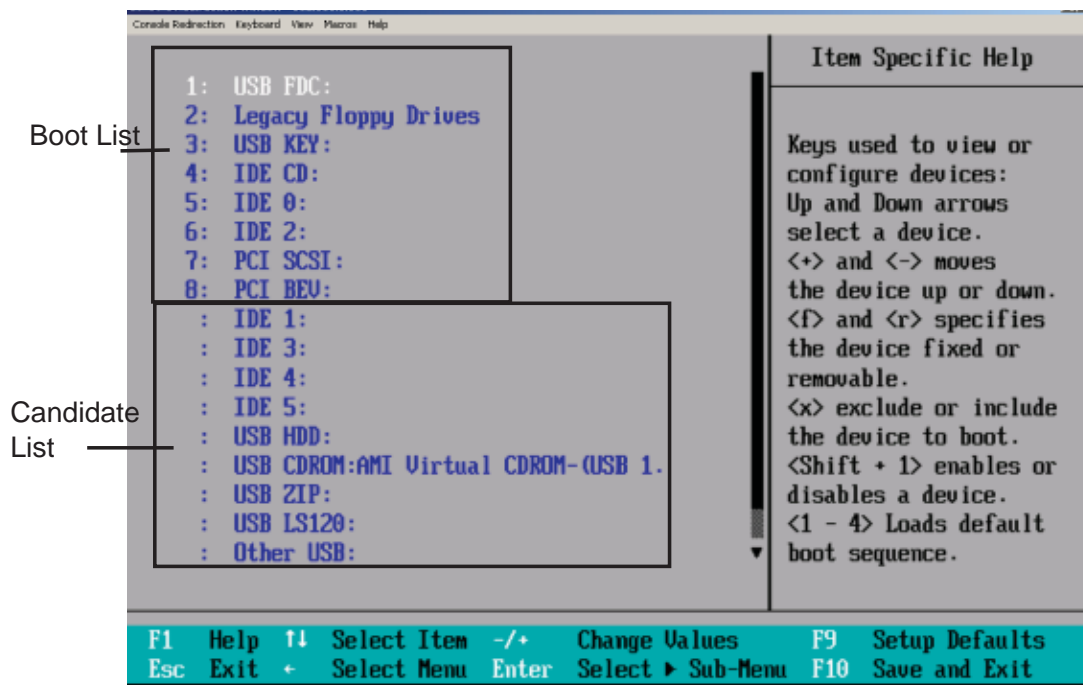 Console Redirection Keyboard View Macros Help
Boot List
1: USB FDC:
2: Legacy Floppy Drives
3: USB KEY:
4: IDE CD:
5: IDE 0:
6: IDE 2:
7: PCI SCSI:
8: PCI BEV:
Candidate
List
: IDE 1:
: IDE 3:
: IDE 4:
: IDE 5:
: USB HDD:
: USB CDROM:AMI Virtual CDROM-(USB 1.
: USB ZIP:
: USB LS120:
: Other USB:
Item Specific Help
Keys used to view or
configure devices:
Up and Down arrows
select a device.
<+> and <-> moves
the device up or down.
<f> and <r> specifies
the device fixed or
removable.
<x> exclude or include
the device to boot.
<Shift + 1> enables or
disables a device.
<1 - 4> Loads default
boot sequence.
F1 Help ↑↓ Select Item -/+ Change Values F9 Setup Defaults
Esc Exit ← Select Menu Enter Select ▶ Sub-Menu F10 Save and Exit